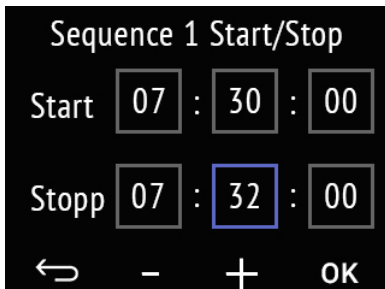 Sequence 1 Start/Stop
Start 07 : 30 : 00
Stopp 07 : 32 : 00
- + OK